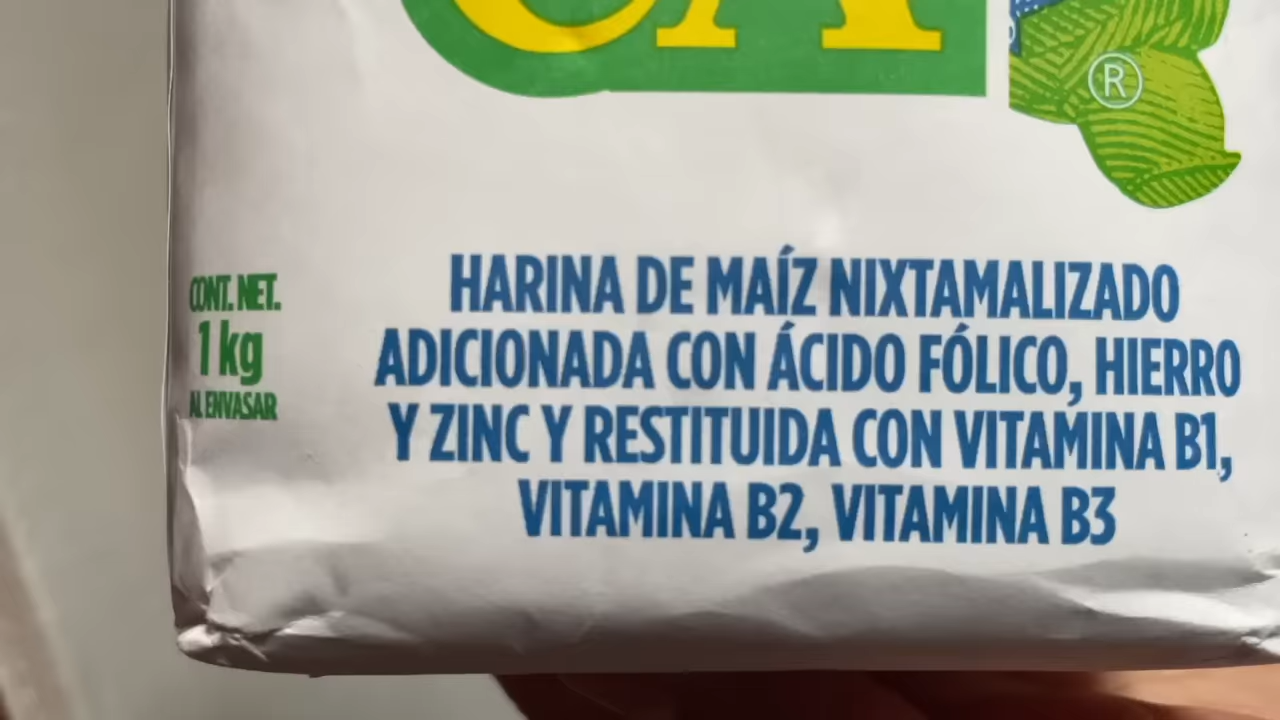 CA
®
CONT. NET.
1 kg
AL ENVASAR
HARINA DE MAÍZ NIXTAMALIZADO
ADICIONADA CON ÁCIDO FÓLICO, HIERRO
Y ZINC Y RESTITUIDA CON VITAMINA B1,
VITAMINA B2, VITAMINA B3